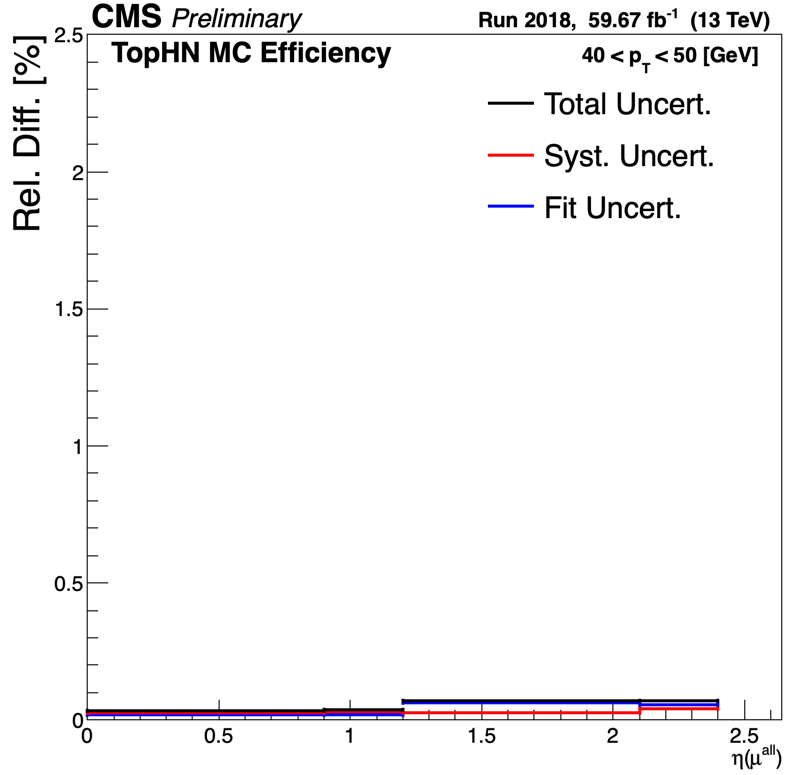 CMS Preliminary
Run 2018, 59.67 fb⁻¹ (13 TeV)
TopHN MC Efficiency
40 < p_T < 50 [GeV]
Total Uncert.
Syst. Uncert.
Fit Uncert.
Rel. Diff. [%]
2.5
2
1.5
1
0.5
0
0 0.5 1 1.5 2 2.5
η(μ^all)